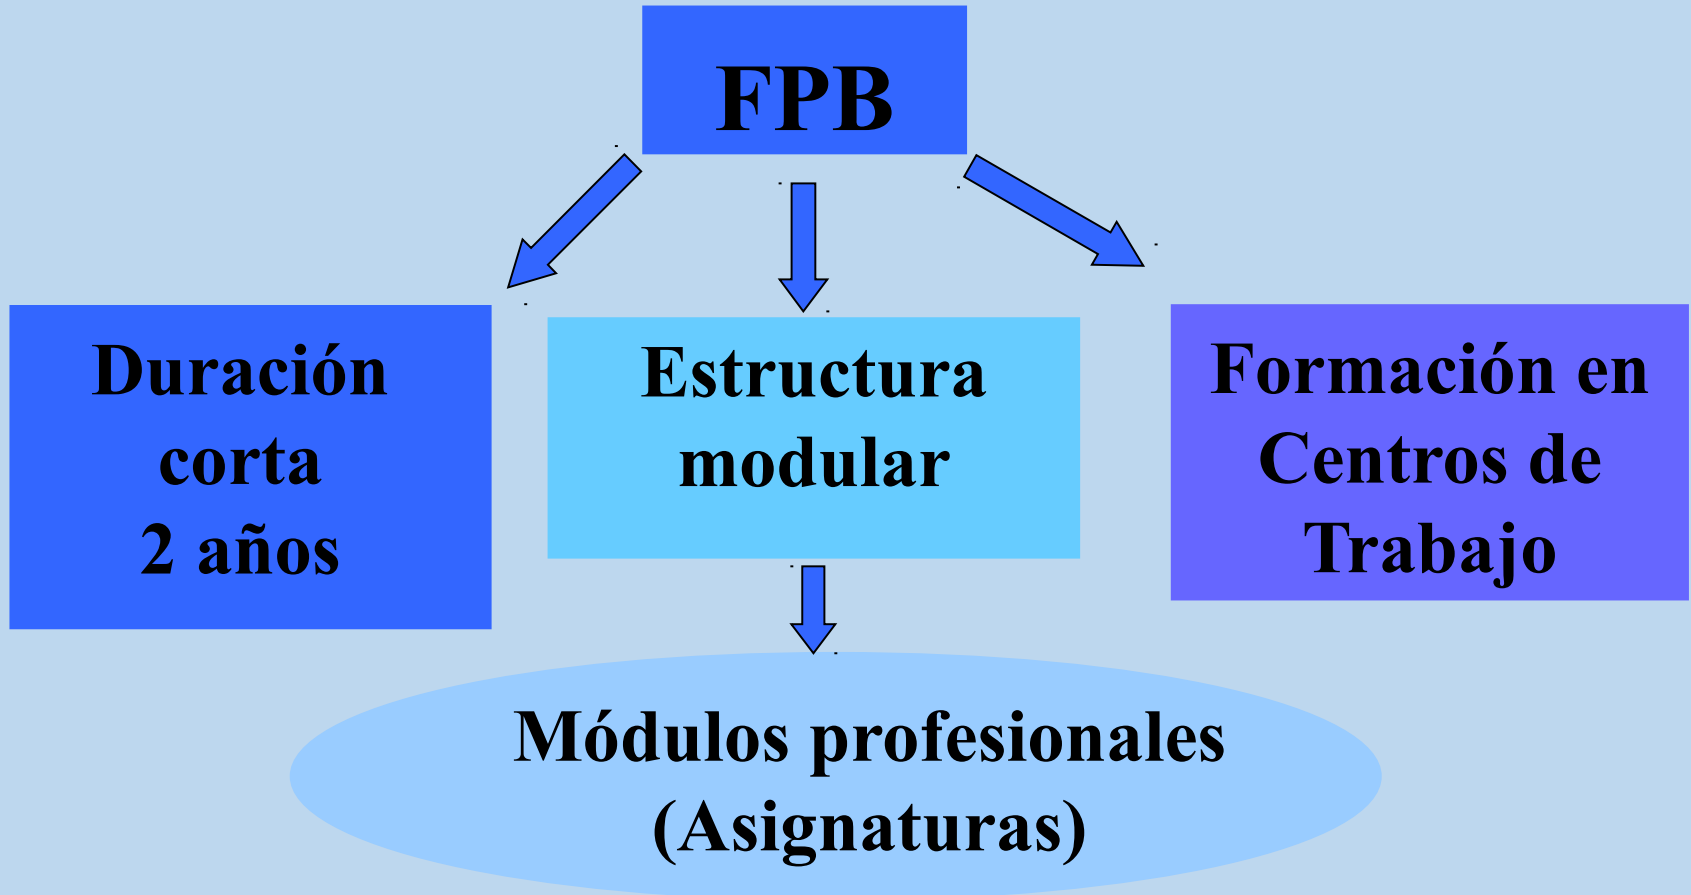 FPB
Duración
corta
2 años
Estructura
modular
Formación en
Centros de
Trabajo
Módulos profesionales
(Asignaturas)